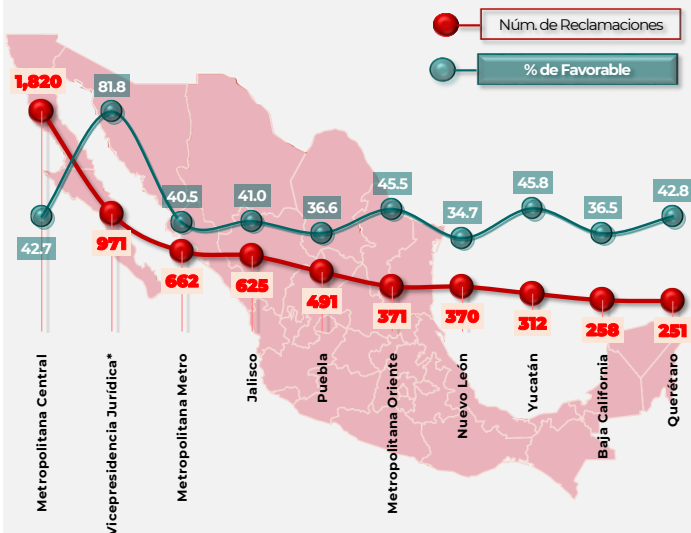 Núm. de Reclamaciones
% de Favorable
1,820
81.8
40.5
41.0
36.6
45.5
34.7
45.8
36.5
42.8
42.7
971
662
625
491
371
370
312
258
251
Metropolitana Central
Vicepresidencia Jurídica*
Metropolitana Metro
Jalisco
Puebla
Metropolitana Oriente
Nuevo León
Yucatán
Baja California
Querétaro